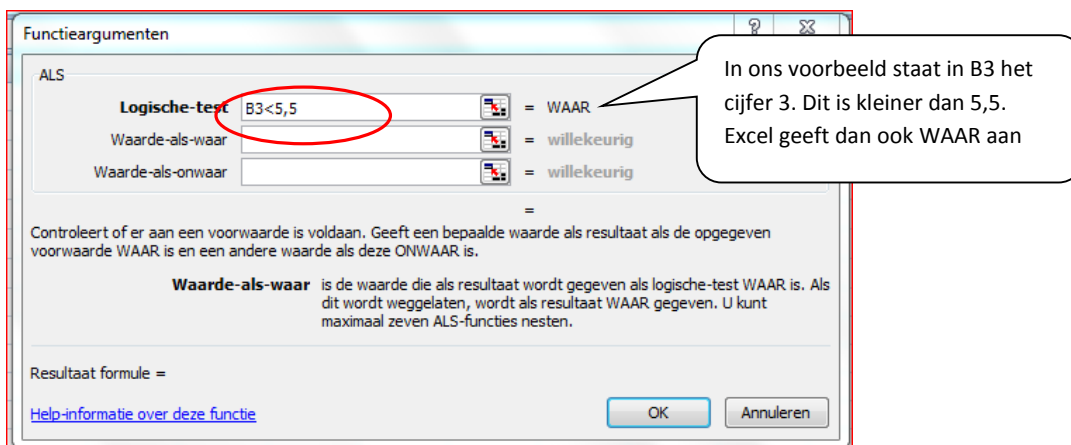 Functieargumenten
ALS
Logische-test B3<5,5 = WAAR
Waarde-als-waar = willekeurig
Waarde-als-onwaar = willekeurig
=
In ons voorbeeld staat in B3 het
cijfer 3. Dit is kleiner dan 5,5.
Excel geeft dan ook WAAR aan
Controleert of er aan een voorwaarde is voldaan. Geeft een bepaalde waarde als resultaat als de opgegeven
voorwaarde WAAR is en een andere waarde als deze ONWAAR is.
Waarde-als-waar is de waarde die als resultaat wordt gegeven als logische-test WAAR is. Als
dit wordt weggelaten, wordt als resultaat WAAR gegeven. U kunt
maximaal zeven ALS-functies nesten.
Resultaat formule =
Help-informatie over deze functie
OK Annuleren